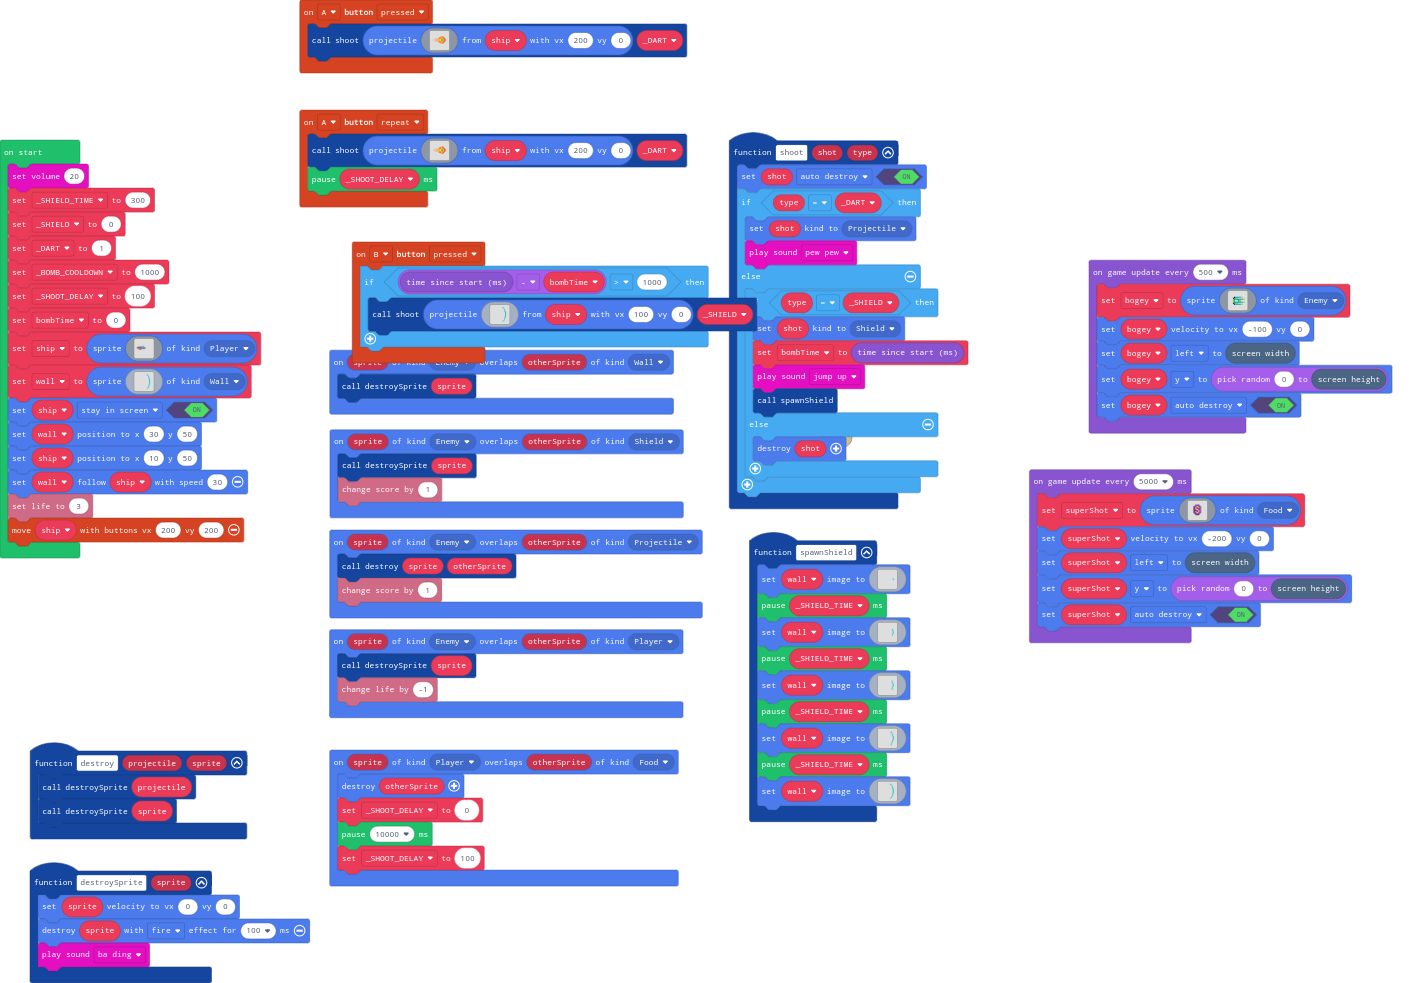 on A button pressed
call shoot projectile from ship with vx 200 vy 0 _DART
on A button repeat
call shoot projectile from ship with vx 200 vy 0 _DART
pause _SHOOT_DELAY ms
on start
set volume 20
set _SHIELD_TIME to 300
set _SHIELD to 0
set _DART to 1
set _BOMB_COOLDOWN to 1000
set _SHOOT_DELAY to 100
set bombTime to 0
set ship to sprite of kind Player
set wall to sprite of kind Wall
set ship stay in screen ON
set wall position to x 30 y 50
set ship position to x 10 y 50
set wall follow ship with speed 30
set life to 3
move ship with buttons vx 200 vy 200
on B button pressed
if time since start (ms) - bombTime > 1000 then
call shoot projectile from ship with vx 100 vy 0 _SHIELD
on sprite of kind Enemy overlaps otherSprite of kind Wall
call destroySprite sprite
on sprite of kind Enemy overlaps otherSprite of kind Shield
call destroySprite sprite
change score by 1
on sprite of kind Enemy overlaps otherSprite of kind Projectile
call destroy sprite otherSprite
change score by 1
on sprite of kind Enemy overlaps otherSprite of kind Player
call destroySprite sprite
change life by -1
on sprite of kind Player overlaps otherSprite of kind Food
destroy otherSprite
set _SHOOT_DELAY to 0
pause 10000 ms
set _SHOOT_DELAY to 100
function shoot shot type
set shot auto destroy ON
if type = _DART then
set shot kind to Projectile
play sound pew pew
else
type = _SHIELD then
set shot kind to Shield
set bombTime to time since start (ms)
play sound jump up
call spawnShield
else
destroy shot
function spawnShield
set wall image to
pause _SHIELD_TIME ms
set wall image to
pause _SHIELD_TIME ms
set wall image to
pause _SHIELD_TIME ms
set wall image to
pause _SHIELD_TIME ms
set wall image to
on game update every 500 ms
set bogey to sprite of kind Enemy
set bogey velocity to vx -100 vy 0
set bogey left to screen width
set bogey y to pick random 0 to screen height
set bogey auto destroy ON
on game update every 5000 ms
set superShot to sprite of kind Food
set superShot velocity to vx -200 vy 0
set superShot left to screen width
set superShot y to pick random 0 to screen height
set superShot auto destroy ON
function destroy projectile sprite
call destroySprite projectile
call destroySprite sprite
function destroySprite sprite
set sprite velocity to vx 0 vy 0
destroy sprite with fire effect for 100 ms
play sound ba ding